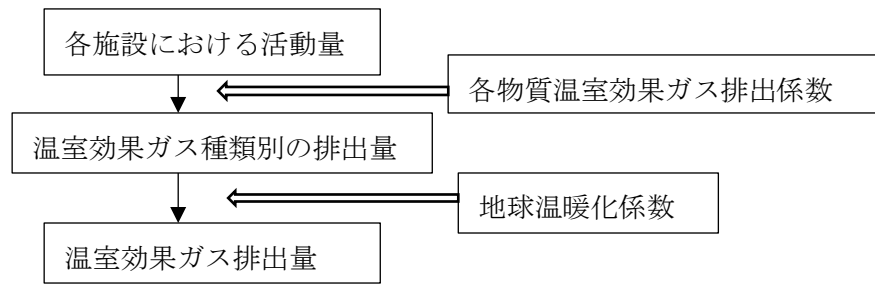 各施設における活動量
各物質温室効果ガス排出係数
温室効果ガス種類別の排出量
地球温暖化係数
温室効果ガス排出量